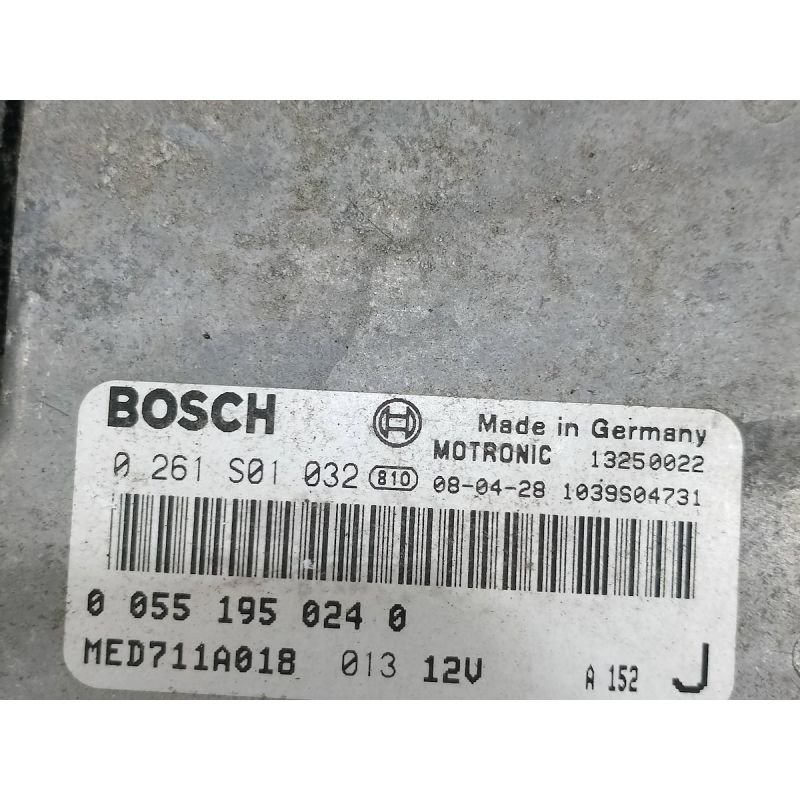 BOSCH Made in Germany
MOTRONIC 13250022
0 261 S01 032 810 08-04-28 1039S04731
0 055 195 024 0
MED711A018 013 12V A 152 J